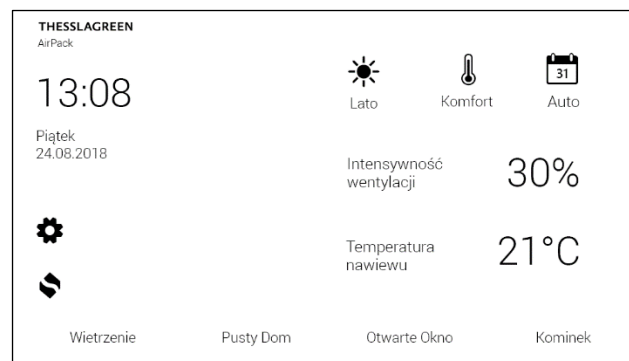 THESSLAGREEN
AirPack
13:08
Piątek
24.08.2018
31
Lato
Komfort
Auto
Intensywność
wentylacji
30%
Temperatura
nawiewu
21°C
Wietrzenie
Pusty Dom
Otwarte Okno
Kominek